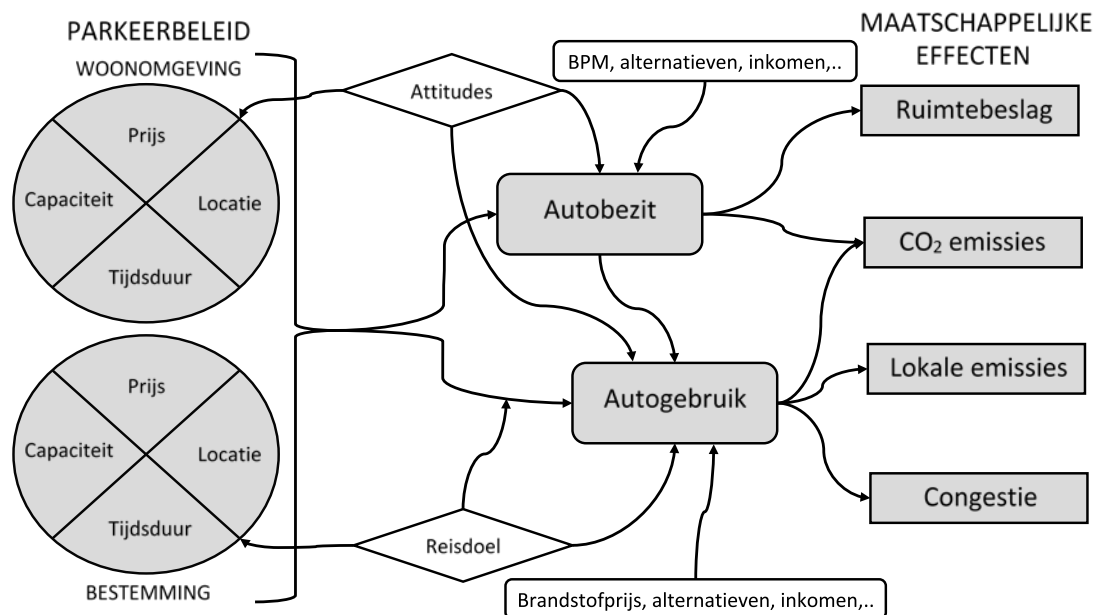 PARKEERBELEID
WOONOMGEVING
Prijs
Capaciteit
Locatie
Tijdsduur
Prijs
Capaciteit
Locatie
Tijdsduur
BESTEMMING
Attitudes
BPM, alternatieven, inkomen,..
Autobezit
Autogebruik
Reisdoel
Brandstofprijs, alternatieven, inkomen,..
MAATSCHAPPELIJKE
EFFECTEN
Ruimtebeslag
CO₂ emissies
Lokale emissies
Congestie